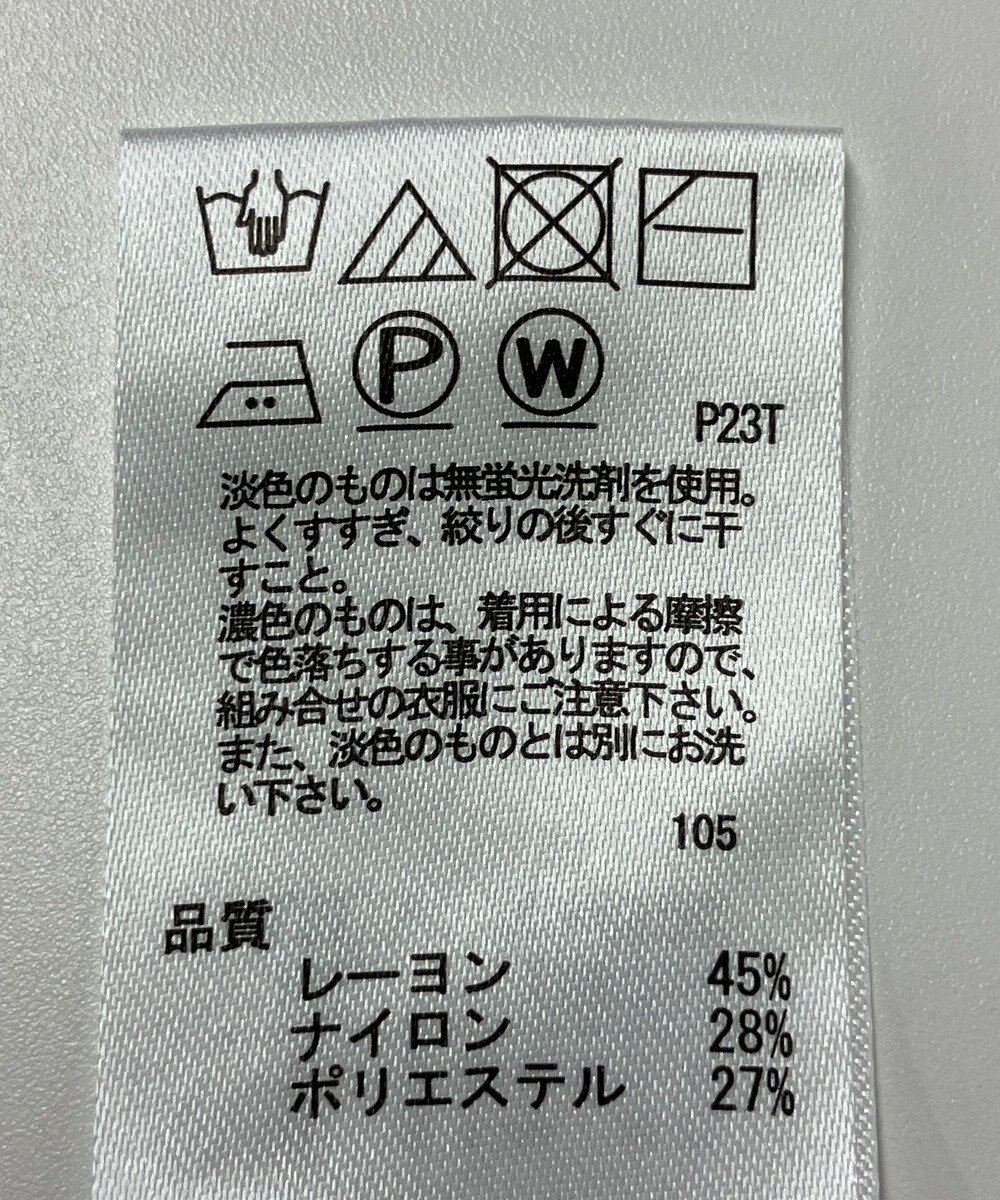 P
W
P23T
淡色のものは無蛍光洗剤を使用。
よくすすぎ、絞りの後すぐに干
すこと。
濃色のものは、着用による摩擦
で色落ちする事がありますので、
組み合せの衣服にご注意下さい。
また、淡色のものとは別にお洗
い下さい。
105
品質
レーヨン 45%
ナイロン 28%
ポリエステル 27%